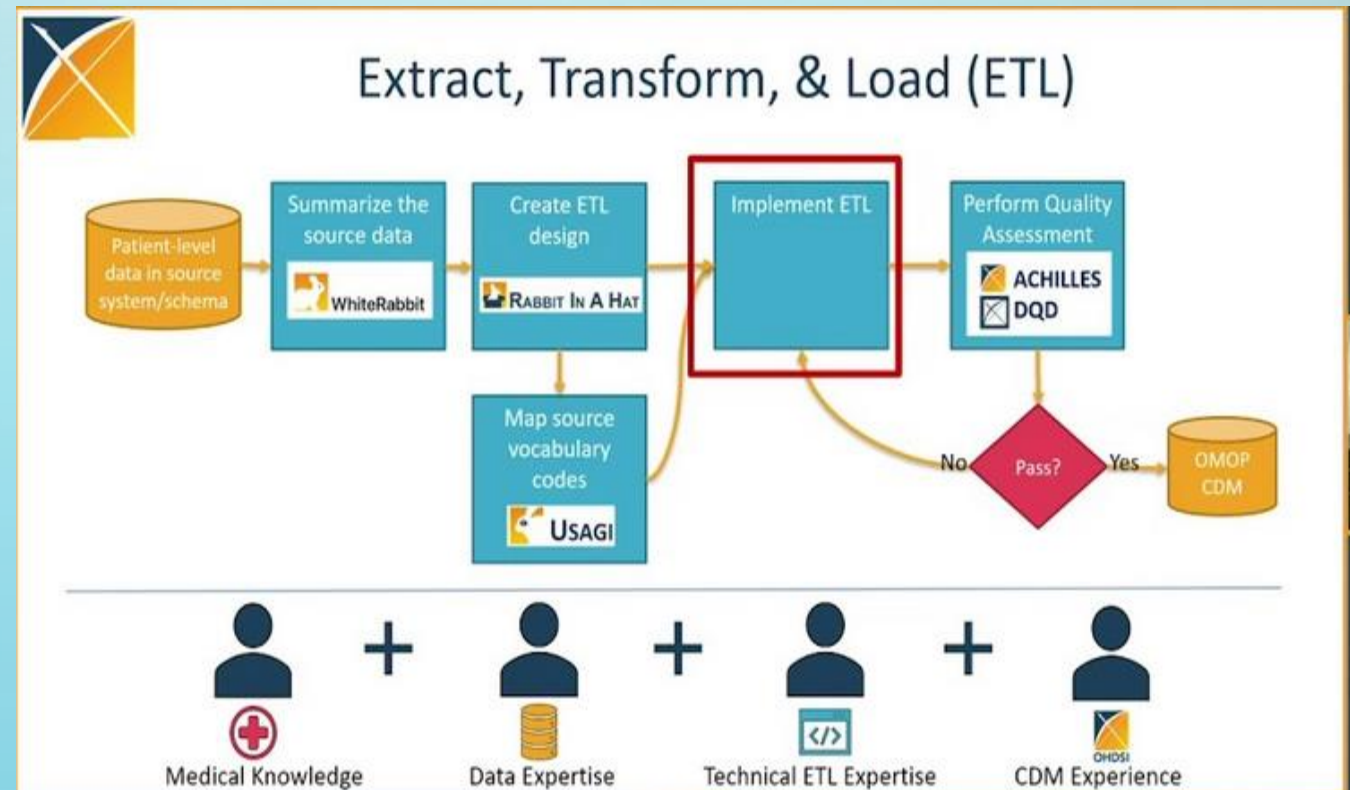 Extract, Transform, & Load (ETL)
Patient-level
data in source
system/schema
Summarize the
source data
WhiteRabbit
Create ETL
design
RABBIT IN A HAT
Map source
vocabulary
codes
USAGI
Implement ETL
Perform Quality
Assessment
ACHILLES
DQD
No
Pass?
Yes
OMOP
CDM
Medical Knowledge
Data Expertise
</>
Technical ETL Expertise
OHDSI
CDM Experience